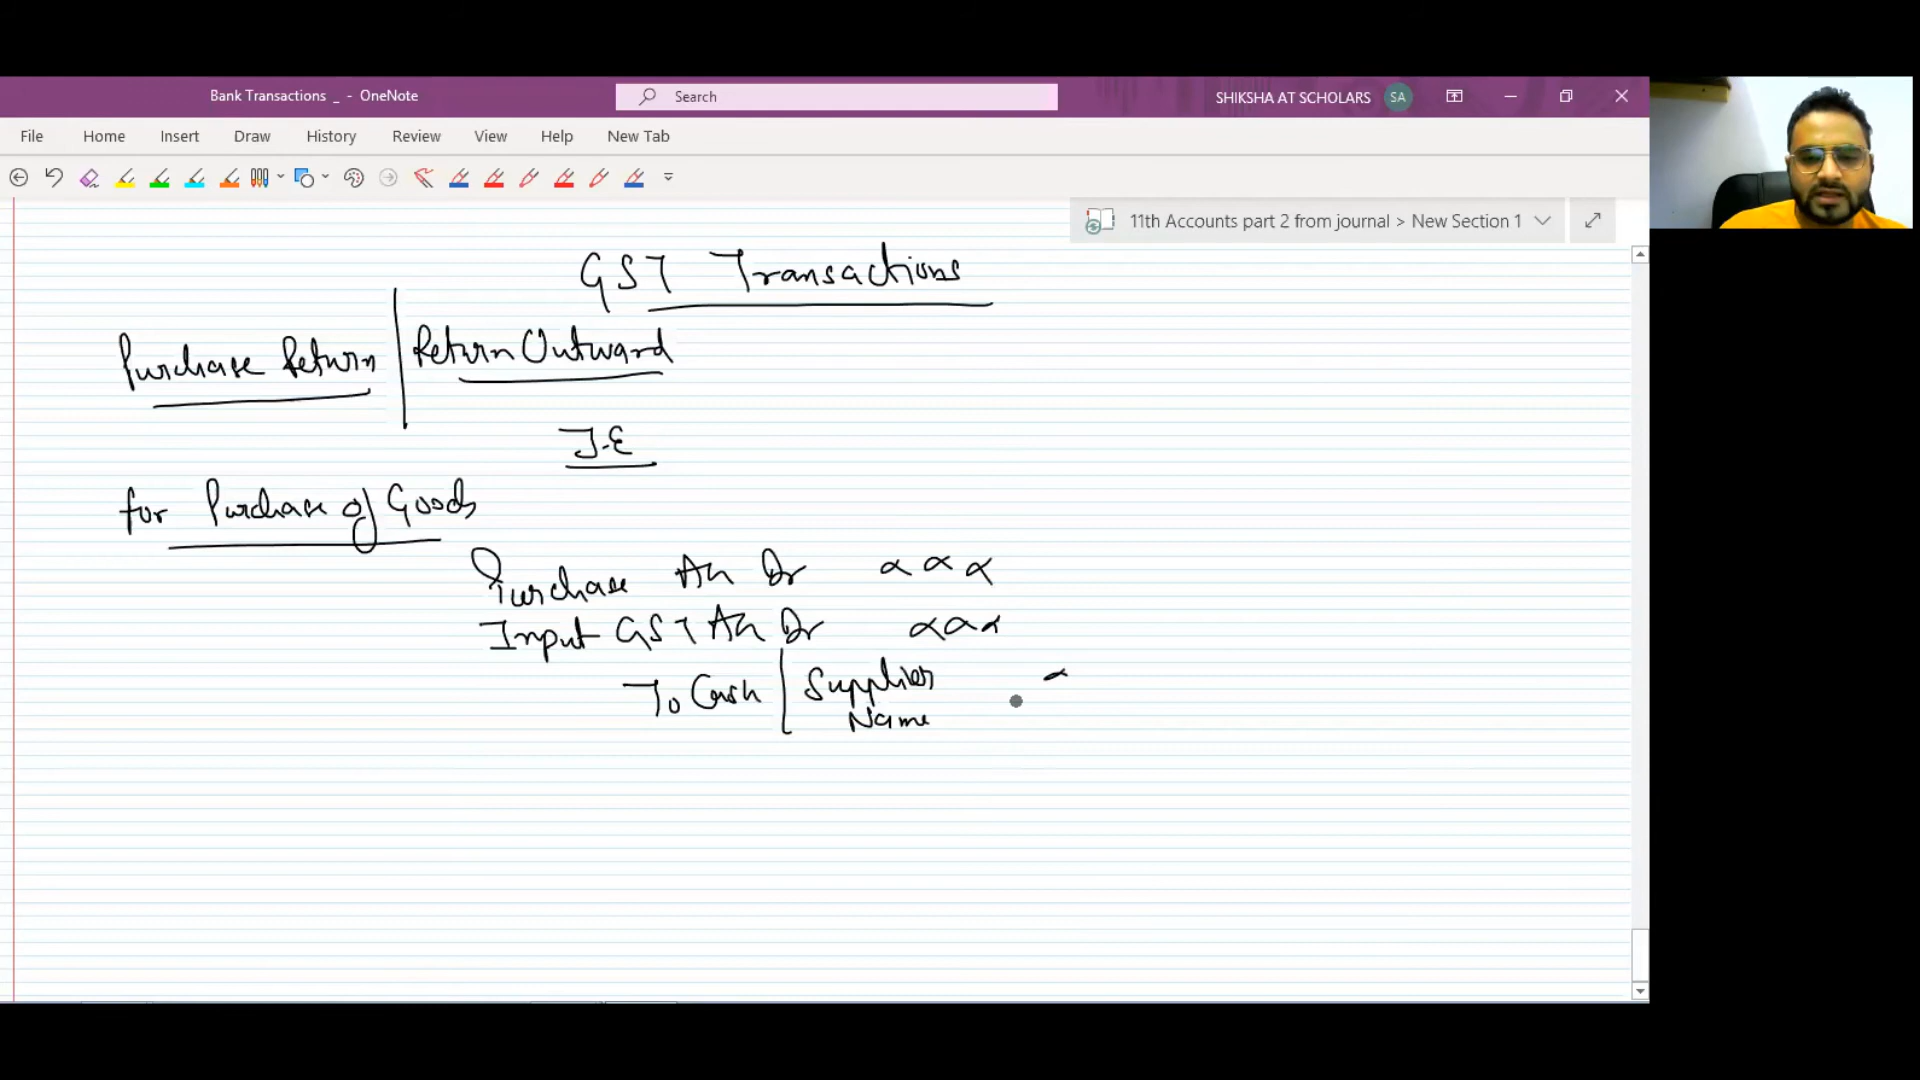 Bank Transactions _ - OneNote
Search
SHIKSHA AT SCHOLARS SA
File Home Insert Draw History Review View Help New Tab
11th Accounts part 2 from journal > New Section 1
GST Transactions
Purchase Return | Return Outward
J.E
for Purchase of Goods
Purchase A/c Dr x x x
Input GST A/c Dr x x x
To Cash | Supplier
Name